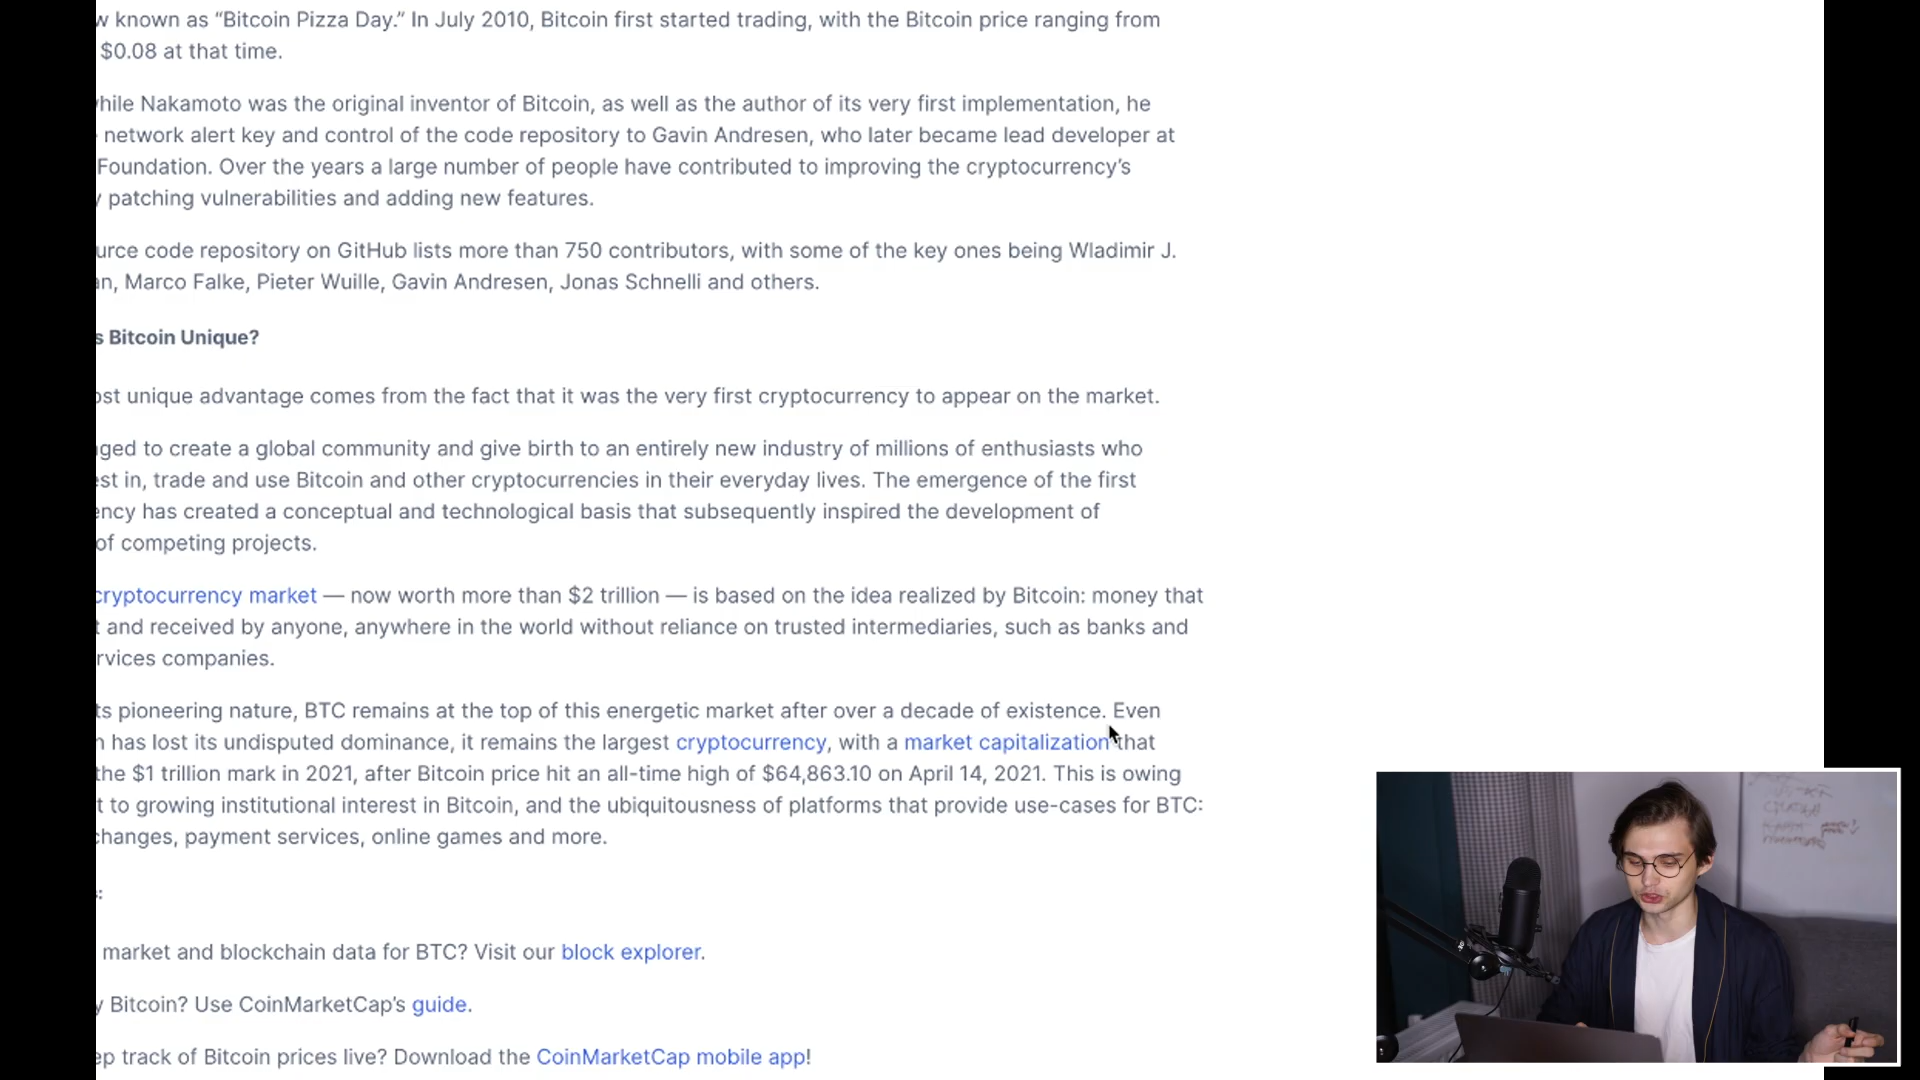 known as “Bitcoin Pizza Day.” In July 2010, Bitcoin first started trading, with the Bitcoin price ranging from
$0.08 at that time.
Nakamoto was the original inventor of Bitcoin, as well as the author of its very first implementation, he
network alert key and control of the code repository to Gavin Andresen, who later became lead developer at
Foundation. Over the years a large number of people have contributed to improving the cryptocurrency’s
patching vulnerabilities and adding new features.
code repository on GitHub lists more than 750 contributors, with some of the key ones being Wladimir J.
Marco Falke, Pieter Wuille, Gavin Andresen, Jonas Schnelli and others.
Bitcoin Unique?
unique advantage comes from the fact that it was the very first cryptocurrency to appear on the market.
to create a global community and give birth to an entirely new industry of millions of enthusiasts who
in, trade and use Bitcoin and other cryptocurrencies in their everyday lives. The emergence of the first
has created a conceptual and technological basis that subsequently inspired the development of
of competing projects.
cryptocurrency market — now worth more than $2 trillion — is based on the idea realized by Bitcoin: money that
and received by anyone, anywhere in the world without reliance on trusted intermediaries, such as banks and
companies.
pioneering nature, BTC remains at the top of this energetic market after over a decade of existence. Even
has lost its undisputed dominance, it remains the largest cryptocurrency, with a market capitalization that
the $1 trillion mark in 2021, after Bitcoin price hit an all-time high of $64,863.10 on April 14, 2021. This is owing
to growing institutional interest in Bitcoin, and the ubiquitousness of platforms that provide use-cases for BTC:
payment services, online games and more.
market and blockchain data for BTC? Visit our block explorer.
Bitcoin? Use CoinMarketCap’s guide.
track of Bitcoin prices live? Download the CoinMarketCap mobile app!